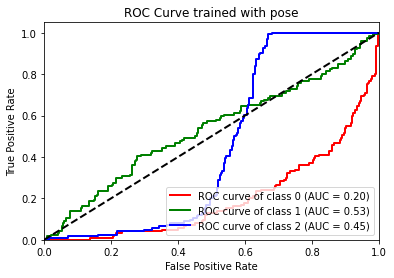 ROC Curve trained with pose
True Positive Rate
1.0
0.8
0.6
0.4
0.2
0.0
ROC curve of class 0 (AUC = 0.20)
ROC curve of class 1 (AUC = 0.53)
ROC curve of class 2 (AUC = 0.45)
0.0 0.2 0.4 0.6 0.8 1.0
False Positive Rate